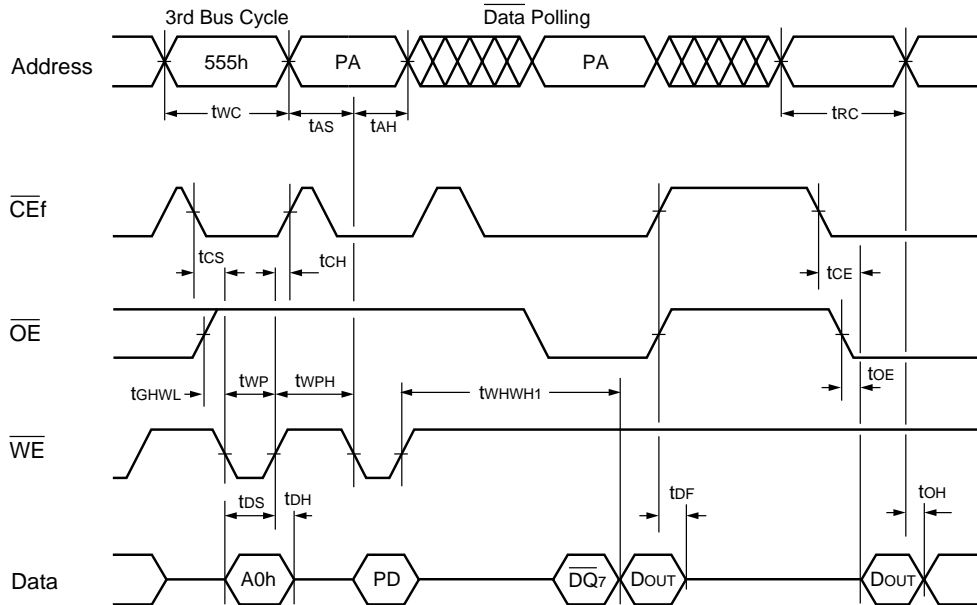 3rd Bus Cycle
Data Polling
Address
555h
PA
PA
tWC
tAS
tAH
tRC
CEf
tCS
tCH
tCE
OE
tGHWL
tWP
tWPH
tWHWH1
tOE
WE
tDS
tDH
tDF
tOH
Data
A0h
PD
DQ7
DOUT
DOUT